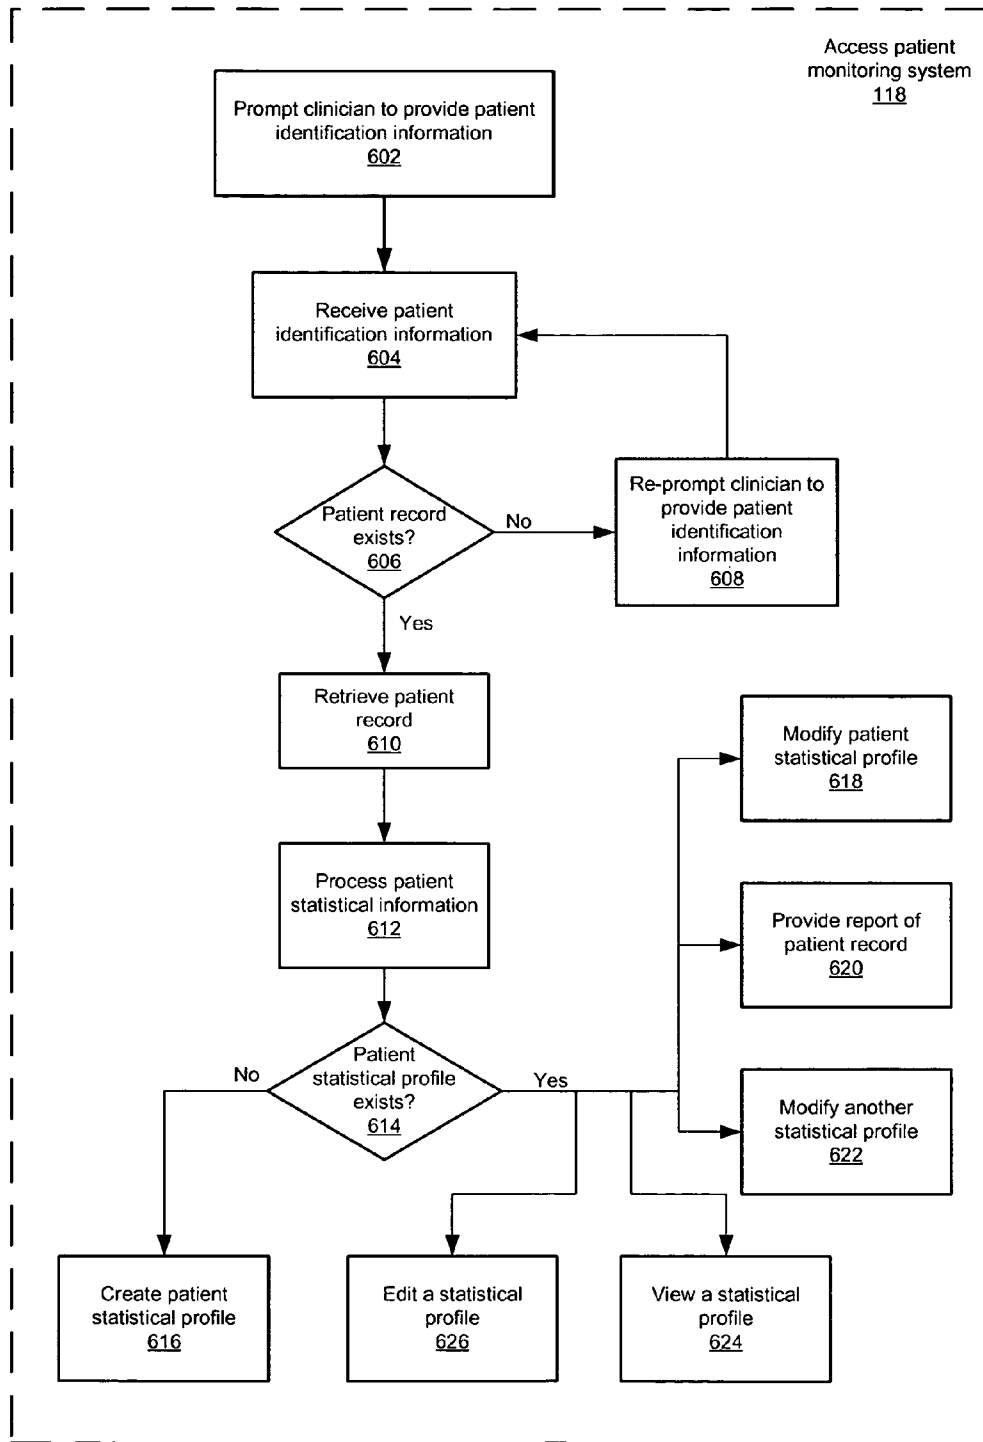 Access patient
monitoring system
118
Prompt clinician to provide patient
identification information
602
Receive patient
identification information
604
Patient record
exists?
606
No
Re-prompt clinician to
provide patient
identification
information
608
Yes
Retrieve patient
record
610
Modify patient
statistical profile
618
Process patient
statistical information
612
Provide report of
patient record
620
Patient
statistical profile
exists?
614
No
Yes
Modify another
statistical profile
622
Create patient
statistical profile
616
Edit a statistical
profile
626
View a statistical
profile
624